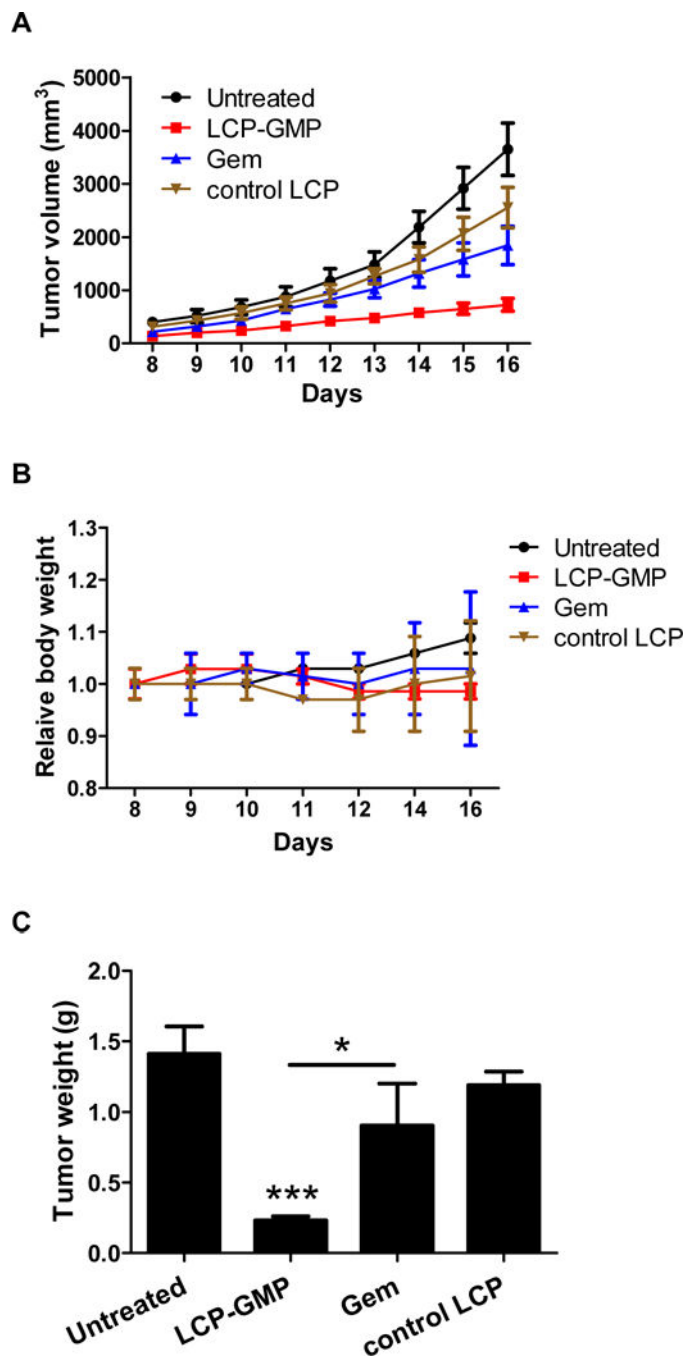 A
Tumor volume (mm³)
5000
4000
3000
2000
1000
0
Untreated
LCP-GMP
Gem
control LCP
8 9 10 11 12 13 14 15 16
Days
B
Relaive body weight
1.3
1.2
1.1
1.0
0.9
0.8
Untreated
LCP-GMP
Gem
control LCP
8 9 10 11 12 14 16
Days
C
Tumor weight (g)
2.0
1.5
1.0
0.5
0.0
*
***
Untreated
LCP-GMP
Gem
control LCP